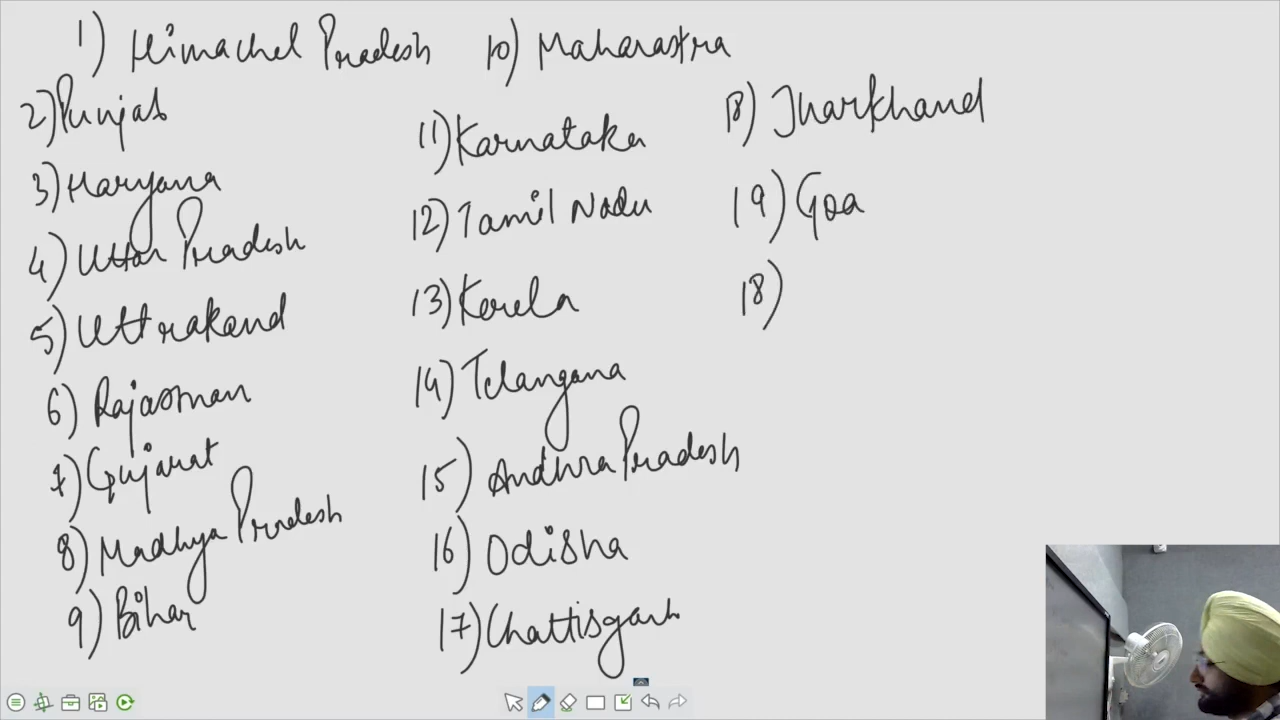 1) Himachel Pradesh
2) Punjab
3) Haryana
4) Uttar Pradesh
5) Uttrakand
6) Rajasthan
7) Gujarat
8) Madhya Pradesh
9) Bihar
10) Maharastra
11) Karnataka
12) Tamil Nadu
13) Kerela
14) Telangana
15) Andhra Pradesh
16) Odisha
17) Chattisgarh
18) Jharkhand
19) Goa
18)